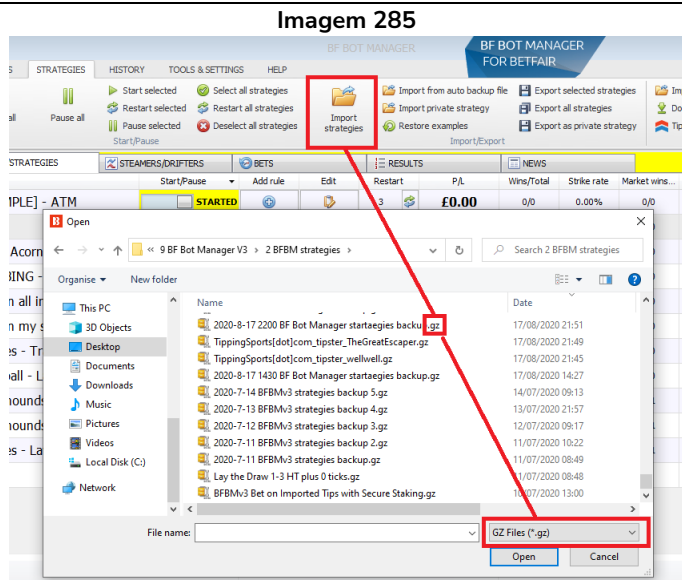 Imagem 285
BF BOT MANAGER
BF BOT MANAGER
FOR BETFAIR
STRATEGIES HISTORY TOOLS & SETTINGS HELP
Pause all
Start selected
Restart selected
Pause selected
Select all strategies
Restart all strategies
Deselect all strategies
Start/Pause
Import
strategies
Import from auto backup file
Import private strategy
Restore examples
Export selected strategies
Export all strategies
Export as private strategy
Import/Export
STRATEGIES STEAMERS/DRIFTERS BETS RESULTS NEWS
Start/Pause Add rule Edit Restart P/L Wins/Total Strike rate Market wins...
MPLE] - ATM STARTED 3 £0.00 0/0 0.00% 0/0
Open
« 9 BF Bot Manager V3 > 2 BFBM strategies > Search 2 BFBM strategies
Organise New folder
This PC
3D Objects
Desktop
Documents
Downloads
Music
Pictures
Videos
Local Disk (C:)
Network
Name Date
2020-8-17 2200 BF Bot Manager startaegies backup.gz 17/08/2020 21:51
TippingSports[dot]com_tipster_TheGreatEscaper.gz 17/08/2020 21:49
TippingSports[dot]com_tipster_wellwell.gz 17/08/2020 21:45
2020-8-17 1430 BF Bot Manager startaegies backup.gz 17/08/2020 14:27
2020-7-14 BFBMv3 strategies backup 5.gz 14/07/2020 09:13
2020-7-13 BFBMv3 strategies backup 4.gz 13/07/2020 21:57
2020-7-12 BFBMv3 strategies backup 3.gz 12/07/2020 09:17
2020-7-11 BFBMv3 strategies backup 2.gz 11/07/2020 10:22
2020-7-11 BFBMv3 strategies backup.gz 11/07/2020 08:49
Lay the Draw 1-3 HT plus 0 ticks.gz 11/07/2020 08:48
BFBMv3 Bet on Imported Tips with Secure Staking.gz 10/07/2020 13:00
File name: GZ Files (*.gz)
Open Cancel